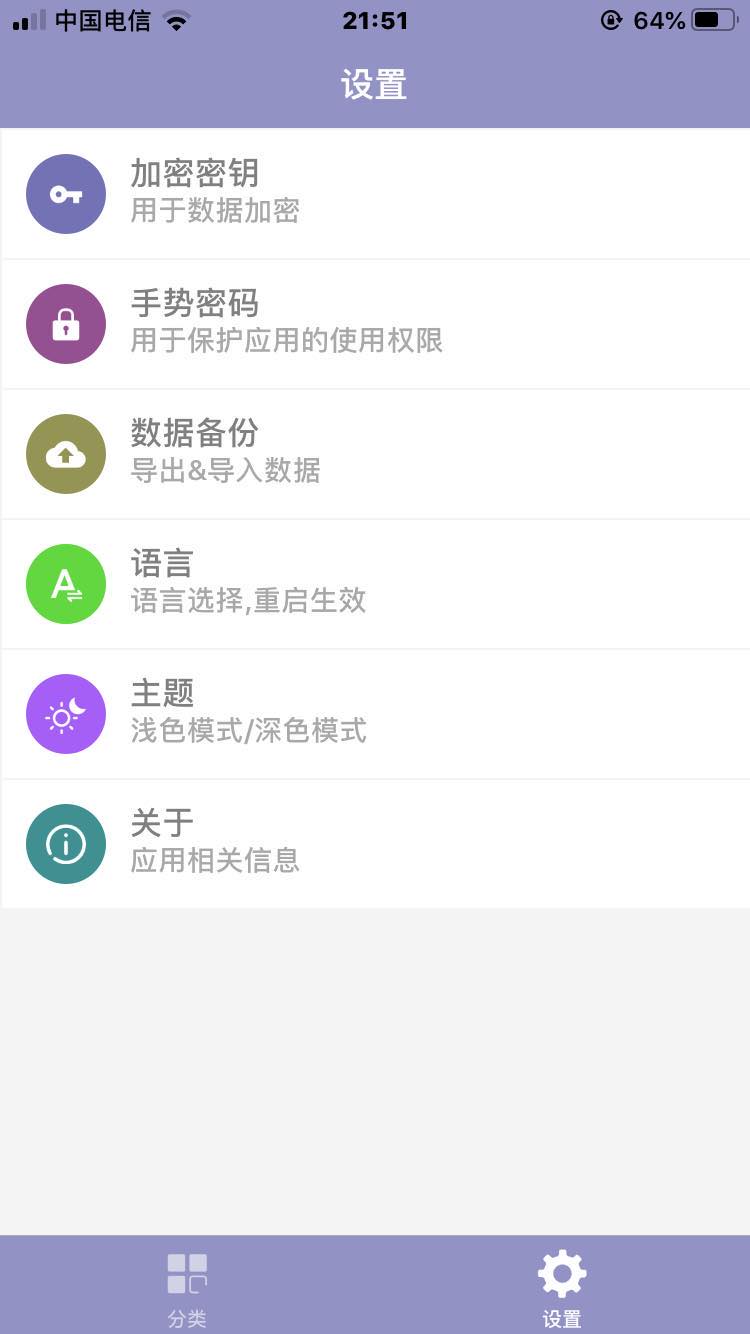 中国电信 21:51 64%
设置
加密密钥
用于数据加密
手势密码
用于保护应用的使用权限
数据备份
导出&导入数据
语言
语言选择,重启生效
主题
浅色模式/深色模式
关于
应用相关信息
分类 设置